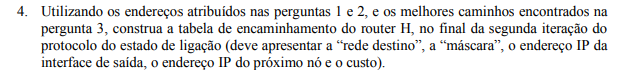 4. Utilizando os endereços atribuídos nas perguntas 1 e 2, e os melhores caminhos encontrados na
pergunta 3, construa a tabela de encaminhamento do router H, no final da segunda iteração do
protocolo do estado de ligação (deve apresentar a “rede destino”, a “máscara”, o endereço IP da
interface de saída, o endereço IP do próximo nó e o custo).